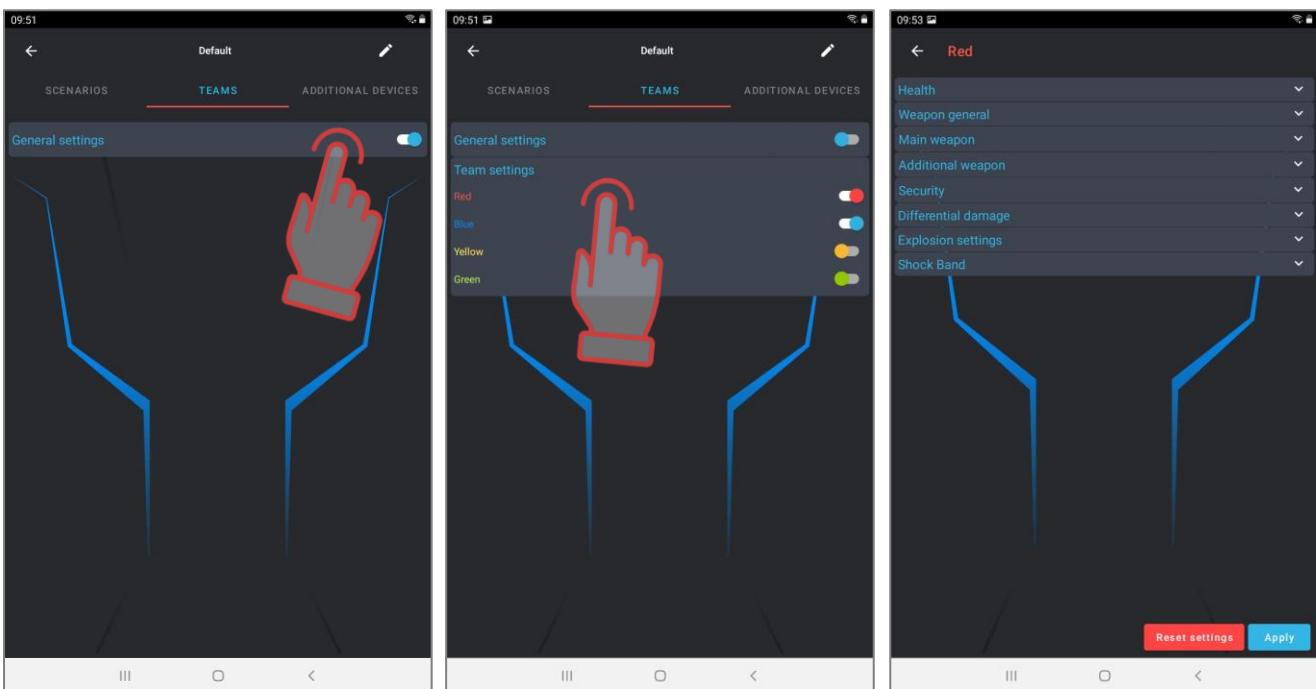 09:51
Default
SCENARIOS TEAMS ADDITIONAL DEVICES
General settings
09:51
Default
SCENARIOS TEAMS ADDITIONAL DEVICES
General settings
Team settings
Red
Blue
Yellow
Green
09:53
Red
Health
Weapon general
Main weapon
Additional weapon
Security
Differential damage
Explosion settings
Shock Band
Reset settings Apply